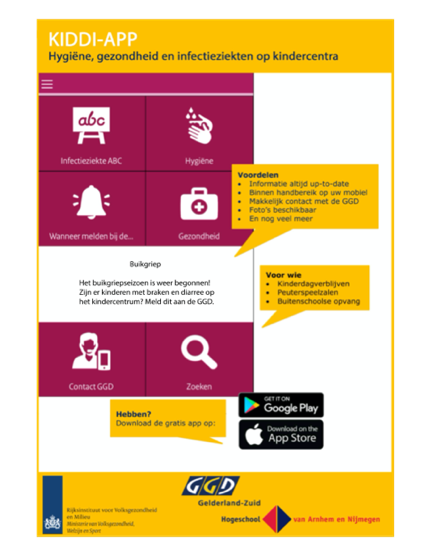 KIDDI-APP
Hygiëne, gezondheid en infectieziekten op kindercentra
abc
Infectieziekte ABC
Hygiëne
Wanneer melden bij de...
Gezondheid
Voordelen
• Informatie altijd up-to-date
• Binnen handbereik op uw mobiel
• Makkelijk contact met de GGD
• Foto's beschikbaar
• En nog veel meer
Buikgriep
Het buikgriepseizoen is weer begonnen!
Zijn er kinderen met braken en diarree op
het kindercentrum? Meld dit aan de GGD.
Voor wie
• Kinderdagverblijven
• Peuterspeelzalen
• Buitenschoolse opvang
Contact GGD
Zoeken
Hebben?
Download de gratis app op:
GET IT ON
Google Play
Download on the
App Store
Rijksinstituut voor Volksgezondheid
en Milieu
Ministerie van Volksgezondheid,
Welzijn en Sport
GGD
Gelderland-Zuid
Hogeschool van Arnhem en Nijmegen